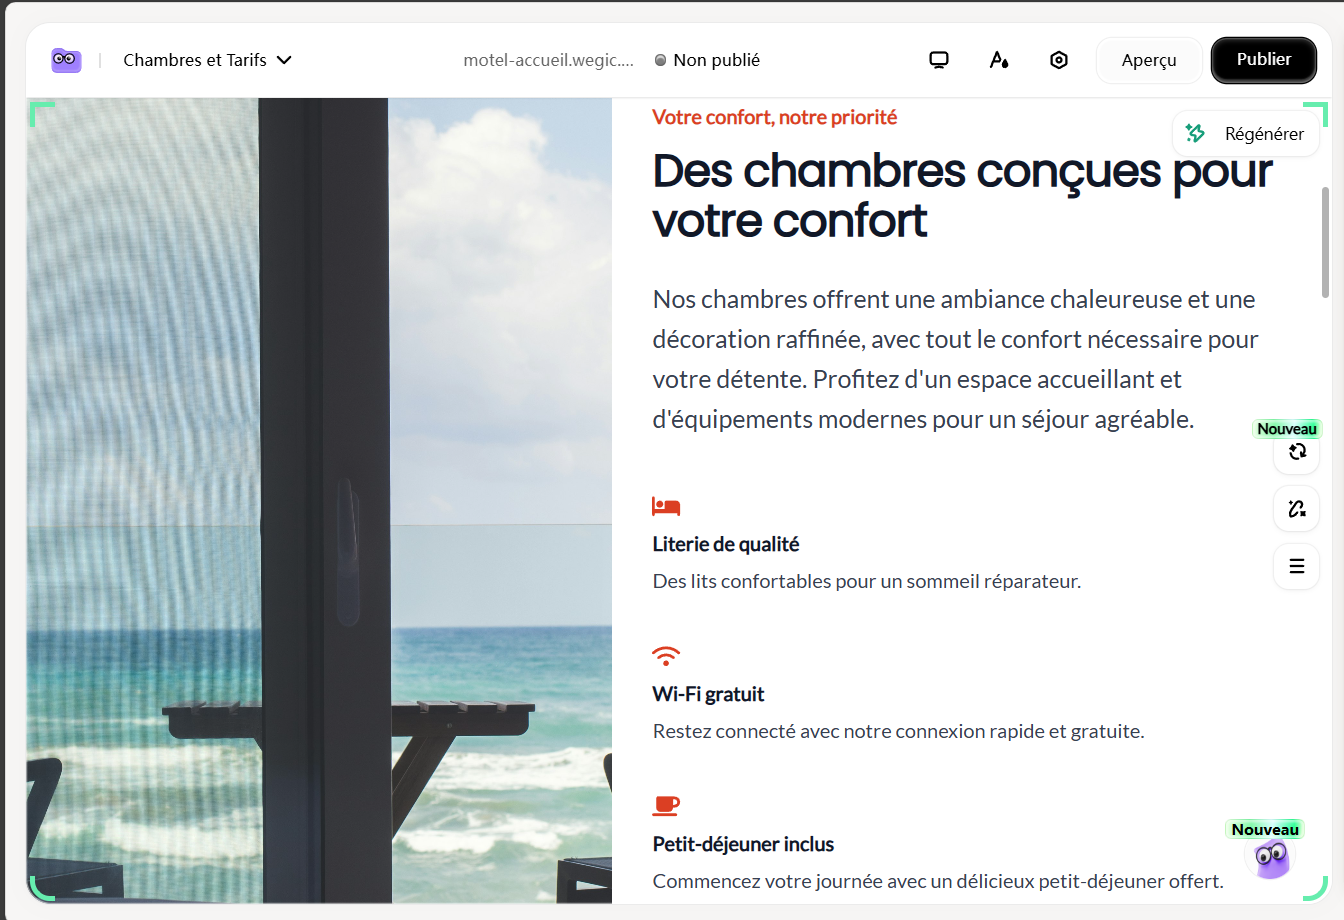 Chambres et Tarifs
motel-accueil.wegic....
Non publié
Aperçu
Publier
Votre confort, notre priorité
Régénérer
Des chambres conçues pour
votre confort
Nos chambres offrent une ambiance chaleureuse et une
décoration raffinée, avec tout le confort nécessaire pour
votre détente. Profitez d'un espace accueillant et
d'équipements modernes pour un séjour agréable.
Nouveau
Literie de qualité
Des lits confortables pour un sommeil réparateur.
Wi-Fi gratuit
Restez connecté avec notre connexion rapide et gratuite.
Petit-déjeuner inclus
Nouveau
Commencez votre journée avec un délicieux petit-déjeuner offert.